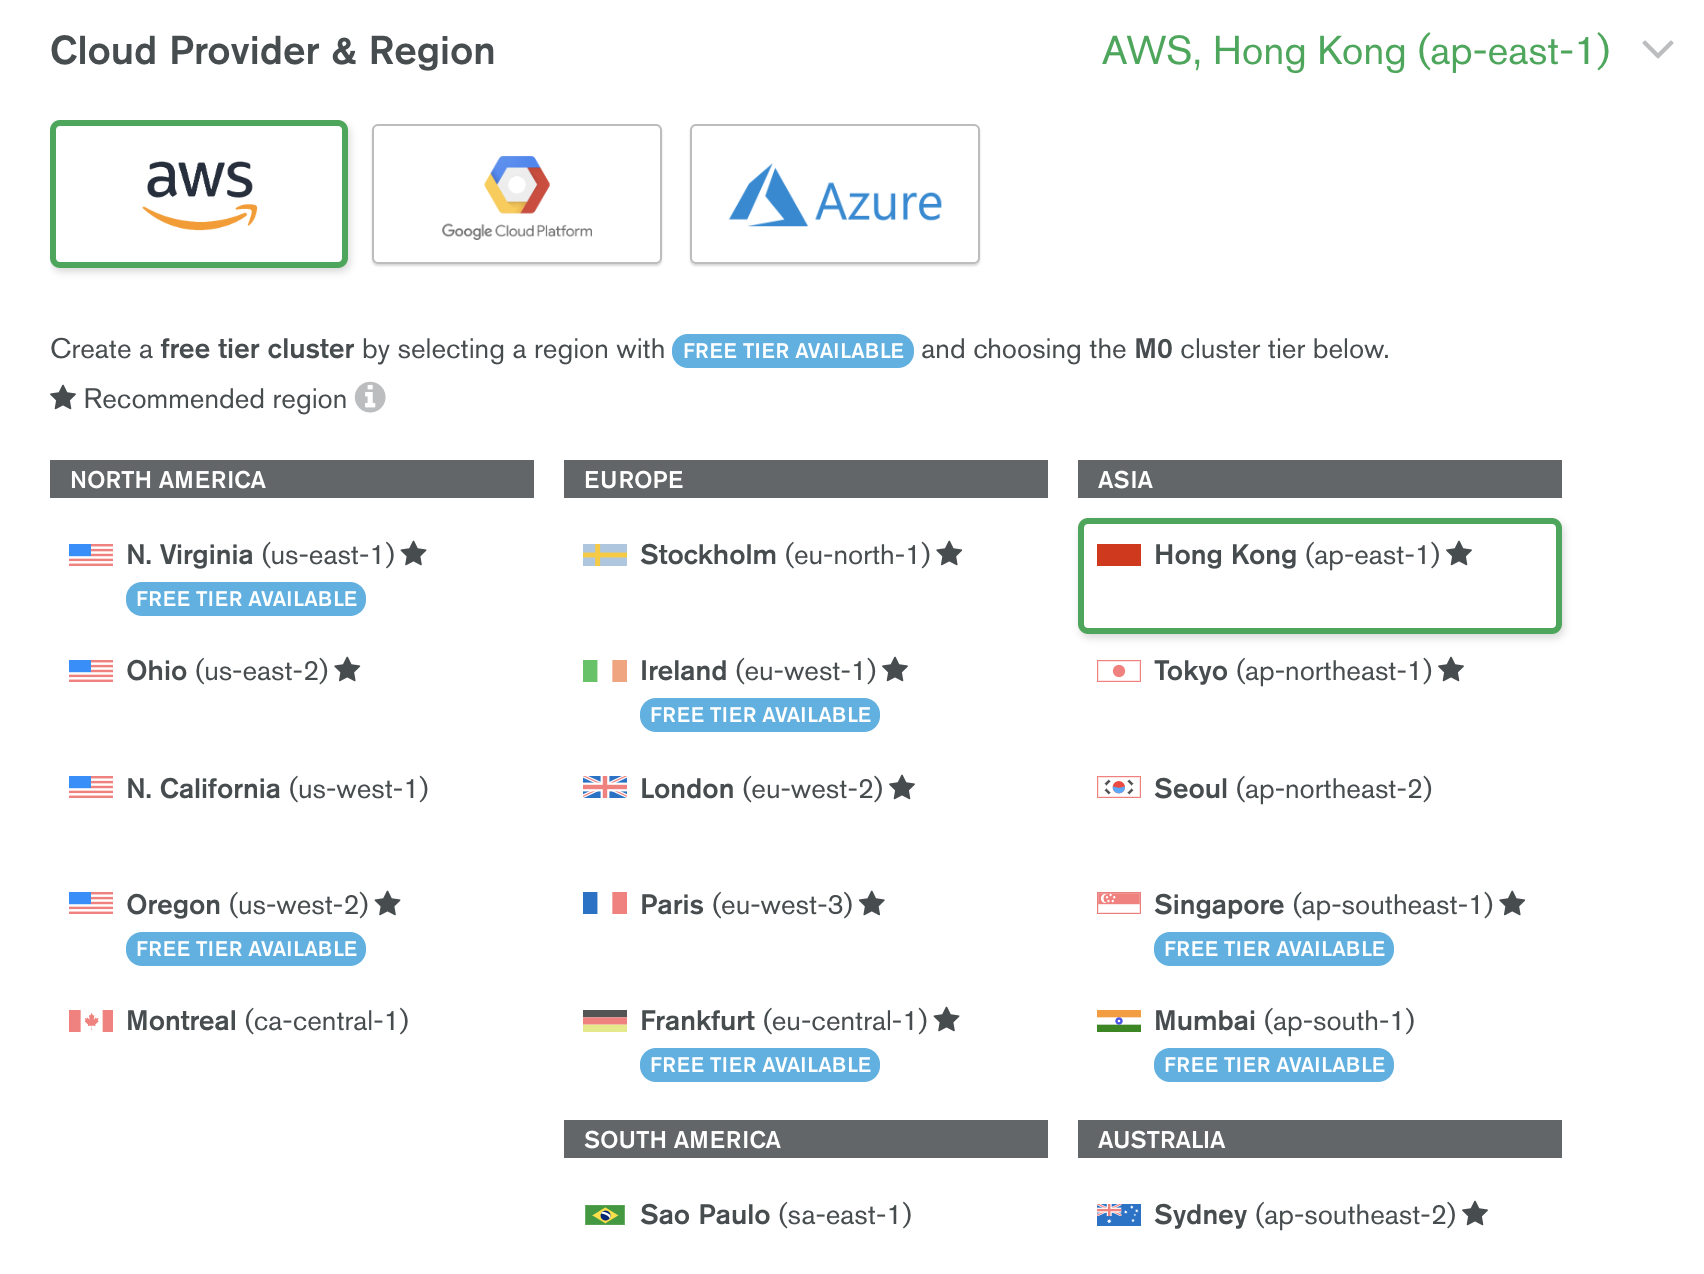 Cloud Provider & Region
AWS, Hong Kong (ap-east-1)
aws
Google Cloud Platform
Azure
Create a free tier cluster by selecting a region with FREE TIER AVAILABLE and choosing the M0 cluster tier below.
★ Recommended region
NORTH AMERICA
N. Virginia (us-east-1) ★
FREE TIER AVAILABLE
Ohio (us-east-2) ★
N. California (us-west-1)
Oregon (us-west-2) ★
FREE TIER AVAILABLE
Montreal (ca-central-1)
EUROPE
Stockholm (eu-north-1) ★
Ireland (eu-west-1) ★
FREE TIER AVAILABLE
London (eu-west-2) ★
Paris (eu-west-3) ★
Frankfurt (eu-central-1) ★
FREE TIER AVAILABLE
SOUTH AMERICA
Sao Paulo (sa-east-1)
ASIA
Hong Kong (ap-east-1) ★
Tokyo (ap-northeast-1) ★
Seoul (ap-northeast-2)
Singapore (ap-southeast-1) ★
FREE TIER AVAILABLE
Mumbai (ap-south-1)
FREE TIER AVAILABLE
AUSTRALIA
Sydney (ap-southeast-2) ★